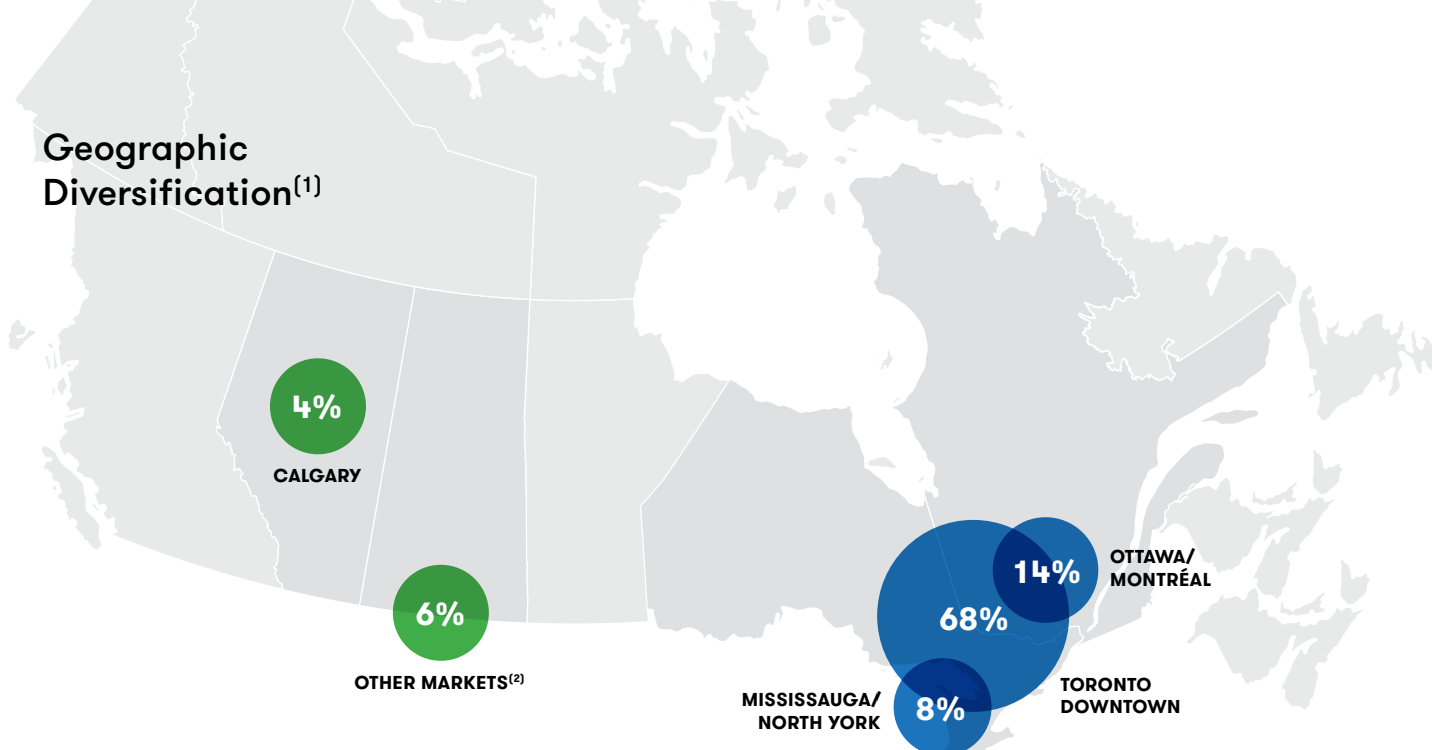 Geographic
Diversification(1)
4%
CALGARY
6%
OTHER MARKETS(2)
14%
OTTAWA/
MONTRÉAL
68%
TORONTO
DOWNTOWN
MISSISSAUGA/
NORTH YORK
8%